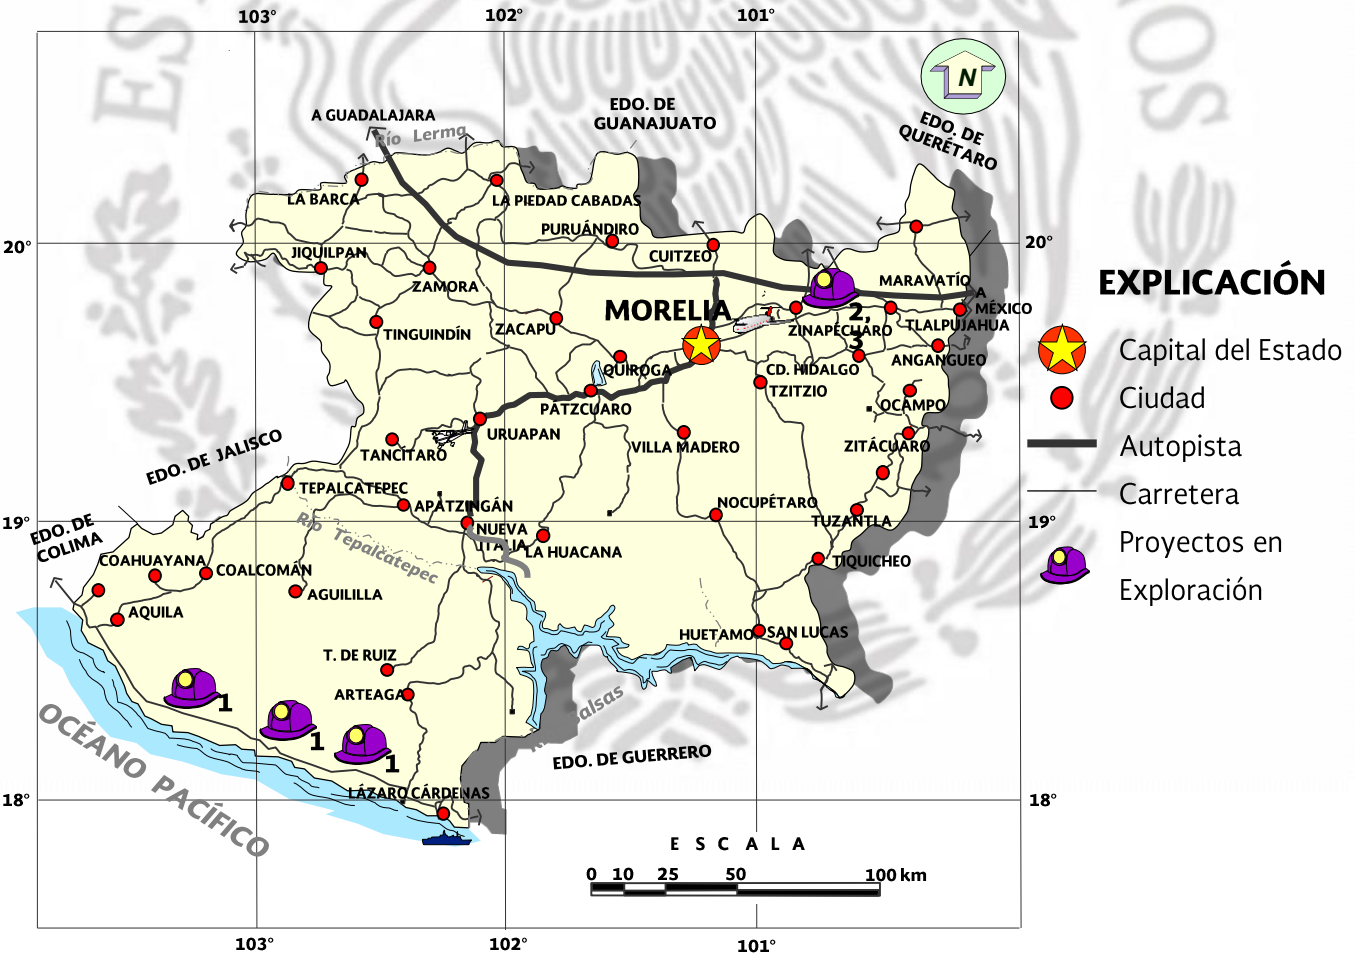 103°
102°
101°
N
A GUADALAJARA
Río Lerma
EDO. DE
GUANAJUATO
EDO. DE
QUERÉTARO
LA BARCA
LA PIEDAD CABADAS
PURUÁNDIRO
CUITZEO
20°
20°
JIQUILPAN
ZAMORA
MARAVATÍO
A
MÉXICO
MORELIA
2,
3
ZINAPÉCUARO
TLALPUJAHUA
TINGUINDÍN
ZACAPU
QUIROGA
CD. HIDALGO
ANGANGUEO
TZITZIO
PÁTZCUARO
OCAMPO
URUAPAN
VILLA MADERO
ZITÁCUARO
TANCÍTARO
EDO. DE JALISCO
TEPALCATEPEC
APATZINGÁN
NOCUPÉTARO
TUZANTLA
19°
19°
EDO. DE
COLIMA
Río Tepalcatepec
NUEVA
ITALIA
LA HUACANA
TIQUICHEO
COAHUAYANA
COALCOMÁN
AGUILILLA
AQUILA
HUETAMO
SAN LUCAS
T. DE RUIZ
ARTEAGA
1
1
1
OCÉANO PACÍFICO
alsas
EDO. DE GUERRERO
LÁZARO CÁRDENAS
18°
18°
ESCALA
0 10 25 50 100 km
103°
102°
101°
EXPLICACIÓN
Capital del Estado
Ciudad
Autopista
Carretera
Proyectos en
Exploración